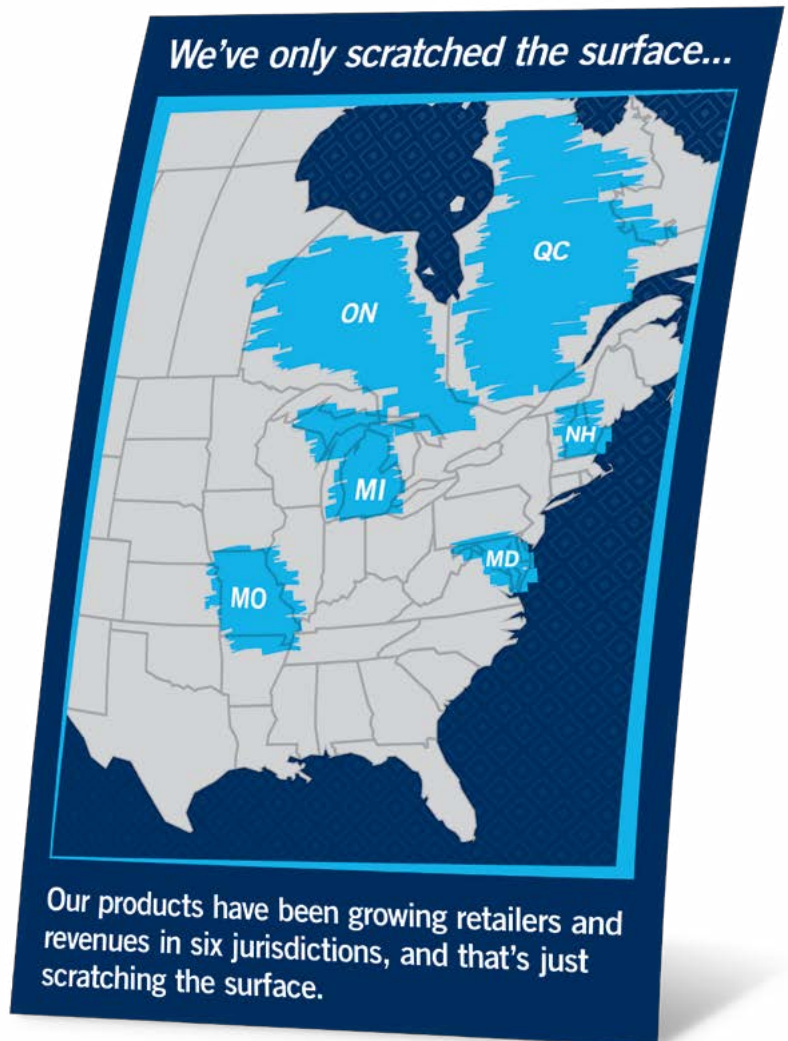 We've only scratched the surface...
QC
ON
NH
MI
MD
MO
Our products have been growing retailers and
revenues in six jurisdictions, and that's just
scratching the surface.